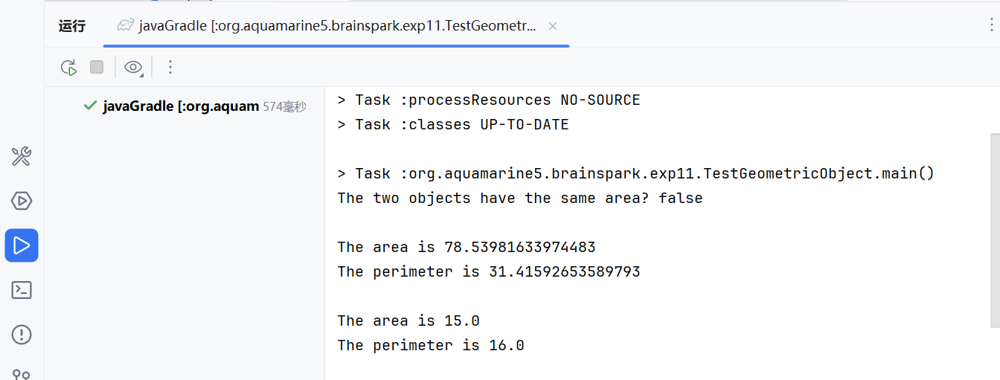 运行
javaGradle [:org.aquamarine5.brainspark.exp11.TestGeometr...
javaGradle [:org.aquam 574毫秒
> Task :processResources NO-SOURCE
> Task :classes UP-TO-DATE
> Task :org.aquamarine5.brainspark.exp11.TestGeometricObject.main()
The two objects have the same area? false
The area is 78.53981633974483
The perimeter is 31.41592653589793
The area is 15.0
The perimeter is 16.0